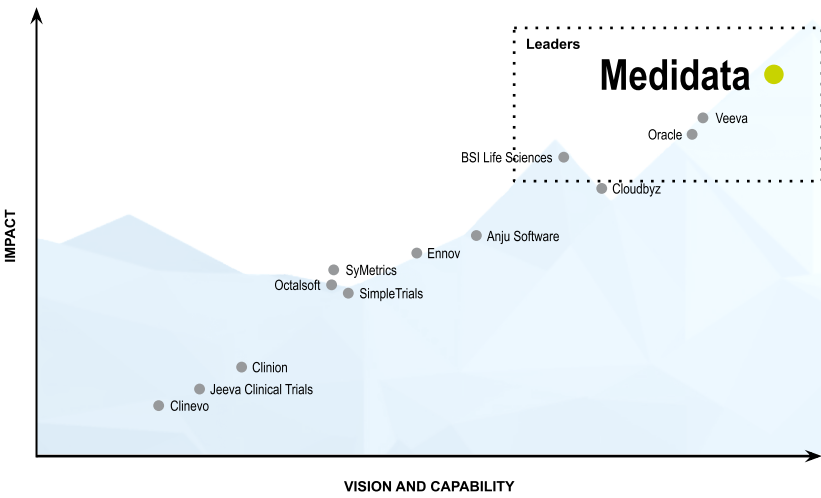 Leaders
Medidata
Veeva
Oracle
BSI Life Sciences
Cloudbyz
Anju Software
Ennov
SyMetrics
Octalsoft
SimpleTrials
Clinion
Jeeva Clinical Trials
Clinevo
IMPACT
VISION AND CAPABILITY